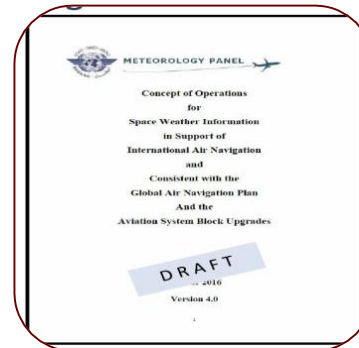 METEOROLOGY PANEL
Concept of Operations
for
Space Weather Information
in Support of
International Air Navigation
and
Consistent with the
Global Air Navigation Plan
And the
Aviation System Block Upgrades
DRAFT
2016
Version 4.0